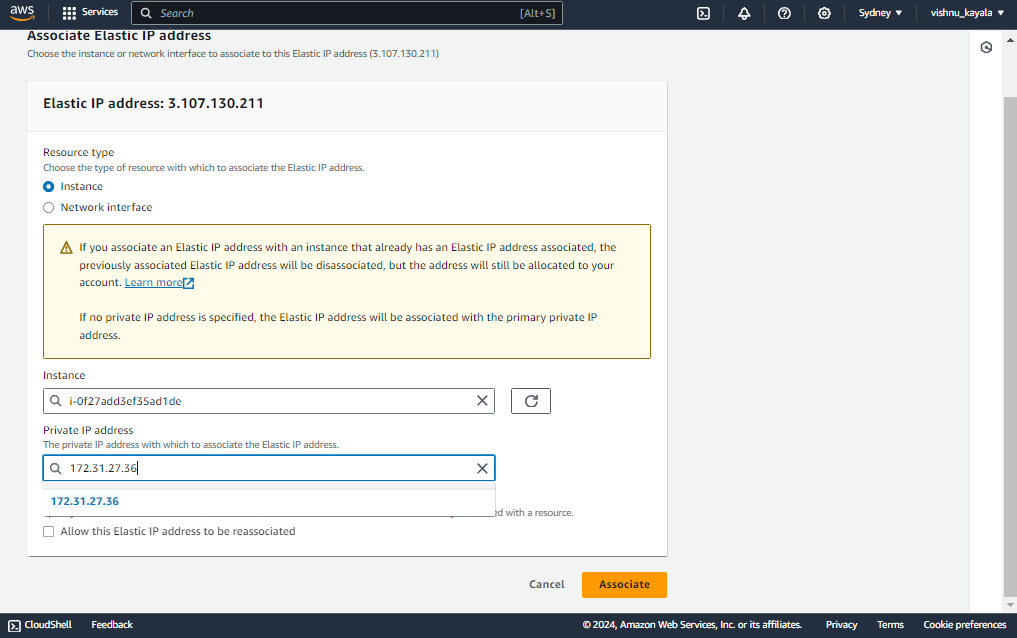 aws
Services
Search [Alt+S]
Sydney ▼
vishnu_kayala ▼
Associate Elastic IP address
Choose the instance or network interface to associate to this Elastic IP address (3.107.130.211)
Elastic IP address: 3.107.130.211
Resource type
Choose the type of resource with which to associate the Elastic IP address.
Instance
Network interface
If you associate an Elastic IP address with an instance that already has an Elastic IP address associated, the
previously associated Elastic IP address will be disassociated, but the address will still be allocated to your
account. Learn more
If no private IP address is specified, the Elastic IP address will be associated with the primary private IP
address.
Instance
i-0f27add3ef35ad1de
Private IP address
The private IP address with which to associate the Elastic IP address.
172.31.27.36
172.31.27.36
ed with a resource.
Allow this Elastic IP address to be reassociated
Cancel
Associate
CloudShell
Feedback
© 2024, Amazon Web Services, Inc. or its affiliates.
Privacy
Terms
Cookie preferences